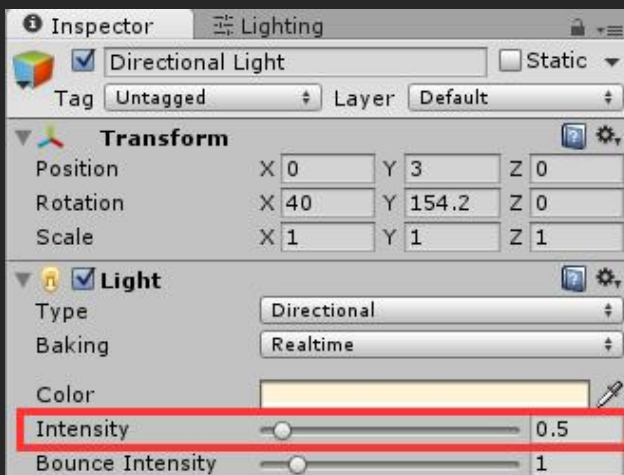 Inspector Lighting
Directional Light Static
Tag Untagged Layer Default
Transform
Position X 0 Y 3 Z 0
Rotation X 40 Y 154.2 Z 0
Scale X 1 Y 1 Z 1
Light
Type Directional
Baking Realtime
Color
Intensity 0.5
Bounce Intensity 1